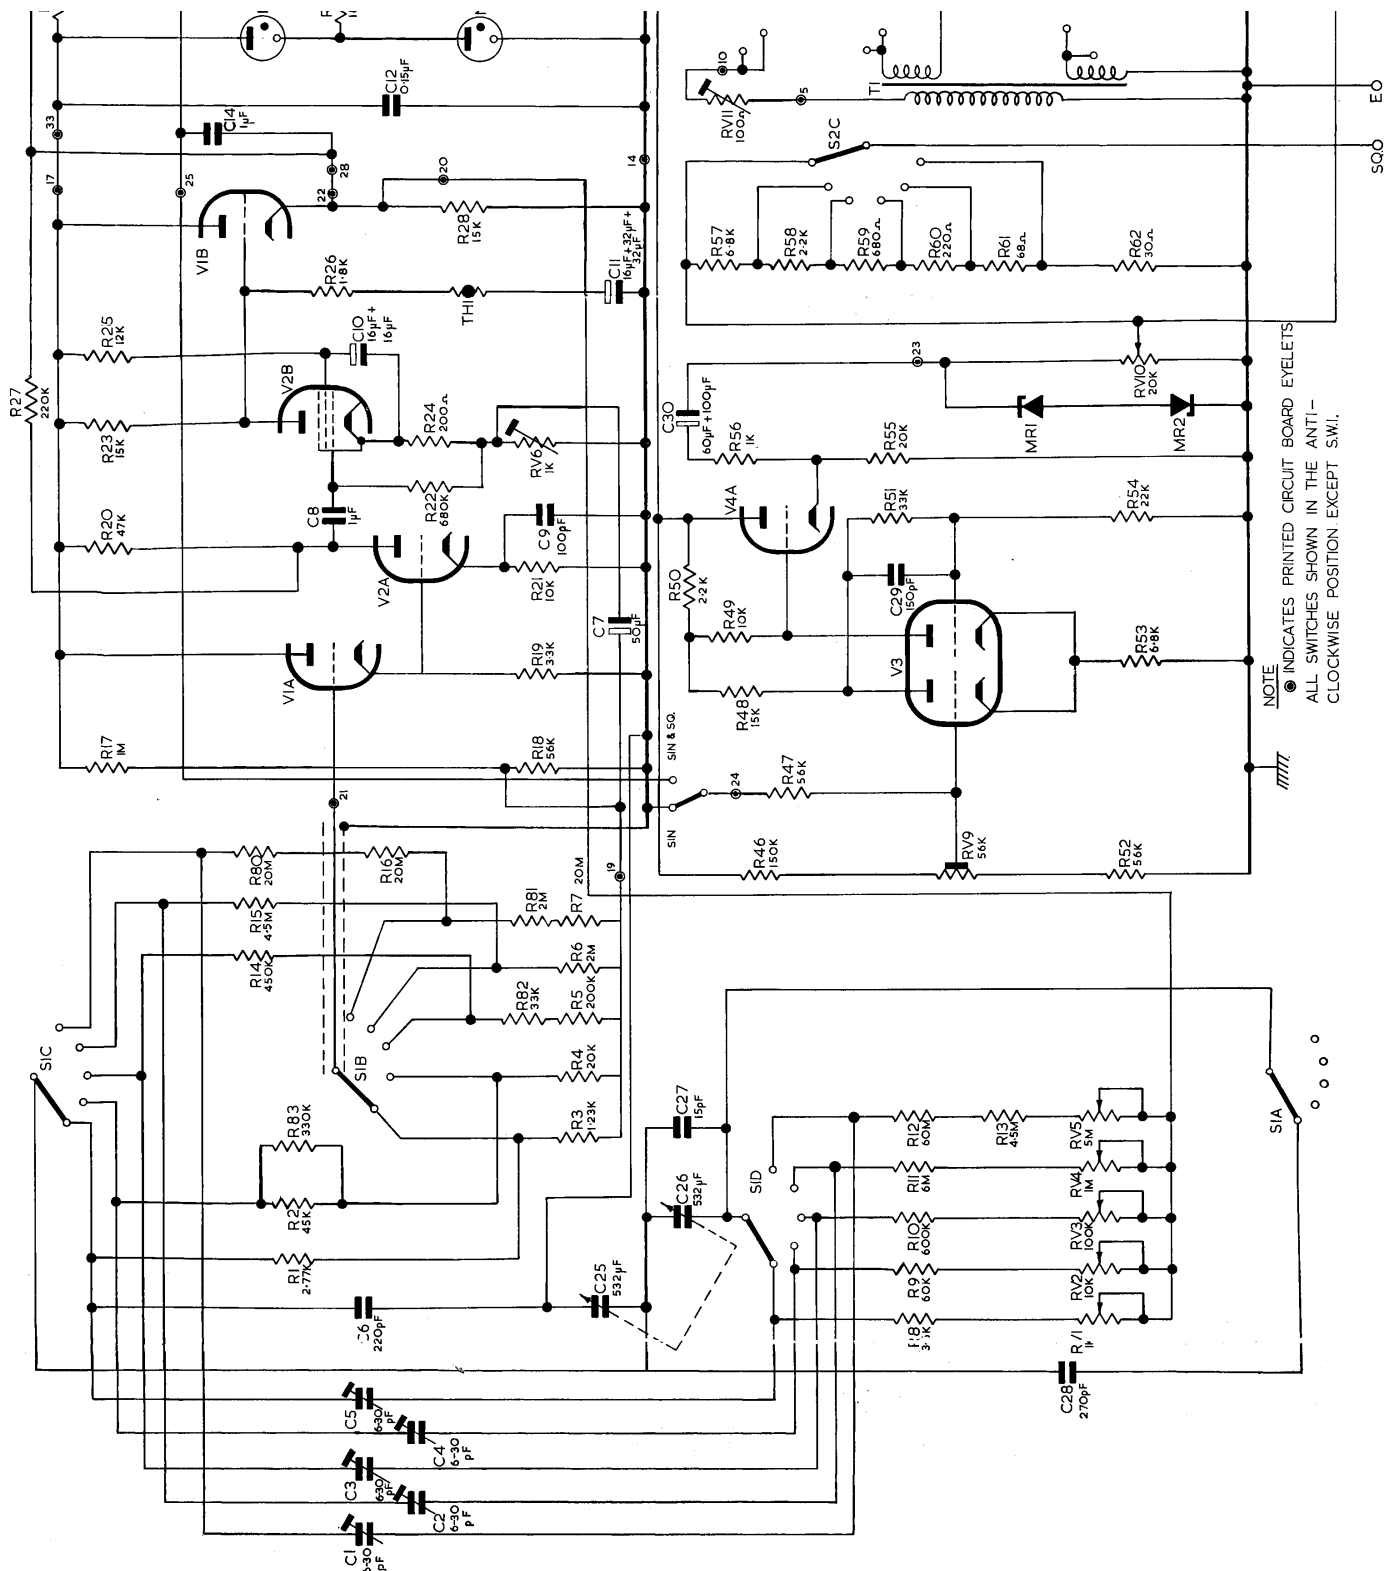 C12
0·15µF
C14
1µF
33
17
25
28
22
20
14
10
5
RV11
100Ω
T1
S2C
E
SQ.O
V1B
R28
15K
R26
1·8K
TH1
C11
16µF+32µF+
32µF
R57
6·8K
R58
2·2K
R59
680Ω
R60
220Ω
R61
68Ω
R62
30Ω
R25
12K
C10
16µF+
16µF
R27
220K
V2B
R23
15K
R24
200Ω
RV6
1K
C30
60µF+100µF
R56
1K
R55
20K
23
RV10
20K
MR1
MR2
R20
47K
C8
1µF
R22
680K
C9
100pF
V2A
R21
10K
V4A
R51
33K
R54
22K
R50
2·2K
R49
10K
C29
150pF
C7
50µF
V1A
R19
3·3K
V3
R53
6·8K
R48
15K
R17
1M
R18
56K
SIN & SQ.
SIN
24
R47
56K
21
19
R46
150K
RV9
56K
R52
56K
NOTE
INDICATES PRINTED CIRCUIT BOARD EYELETS
ALL SWITCHES SHOWN IN THE ANTI-
CLOCKWISE POSITION EXCEPT S.W.1.
R80
20M
R16
20M
R15
4·5M
R14
450K
R81
2M
R7
20M
R6
2M
R82
33K
R5
200K
R4
20K
R3
1·23K
S1C
S1B
R83
330K
R2
45K
R1
2·77K
C6
220pF
C25
532µF
C26
532µF
C27
15pF
S1D
S1A
R12
60M
R13
4·5M
RV5
5M
R11
6M
RV4
1M
R10
600K
RV3
100K
R9
60K
RV2
10K
R8
RV1
C28
270pF
C5
6-30
pF
C4
6-30
pF
C3
6-30
pF
C2
6-30
pF
C1
6-30
pF